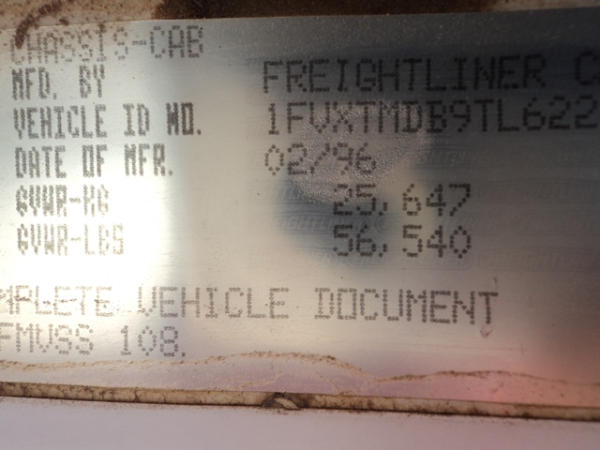 CHASSIS-CAB
MFD. BY FREIGHTLINER C
VEHICLE ID NO. 1FVXTMDB9TL622
DATE OF MFR. 02/96
GVWR-KG 25,647
GVWR-LBS 56,540
MPLETE VEHICLE DOCUMENT
FMVSS 108.